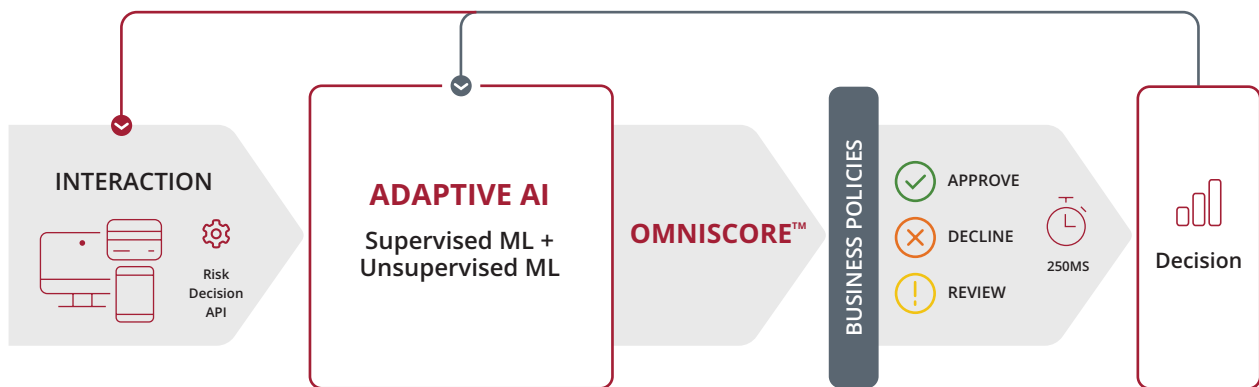 INTERACTION
Risk
Decision
API
ADAPTIVE AI
Supervised ML +
Unsupervised ML
OMNISCORE™
BUSINESS POLICIES
APPROVE
DECLINE
REVIEW
250MS
Decision